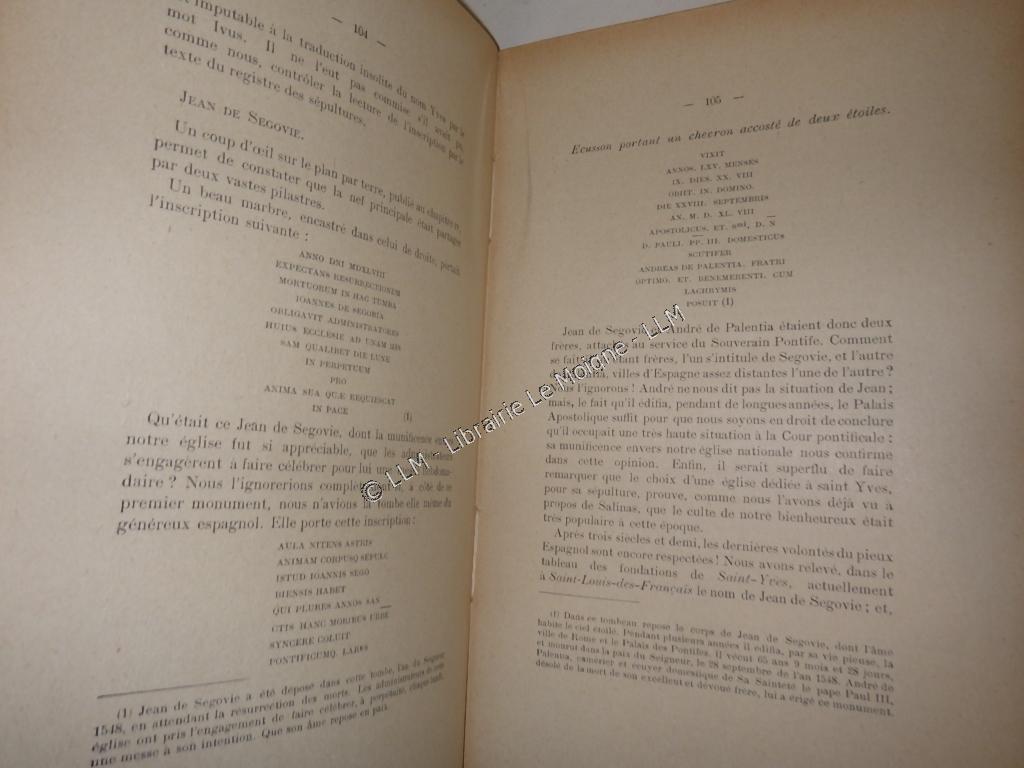 — 104 —
imputable à la traduction insolite du nom Yves par le
mot Ivus. Il ne l'eut pas commise s'il avait pu,
comme nous, contrôler la lecture de l'inscription par le
texte du registre des sépultures.
JEAN DE SEGOVIE.
Un coup d'œil sur le plan par terre, publié au chapitre
permet de constater que la nef principale était partagée
par deux vastes pilastres.
Un beau marbre, encastré dans celui de droite, portait
l'inscription suivante :
ANNO DNI MDXLVIII
EXPECTANS RESURRECTIONEM
MORTUORUM IN HAC TUMBA
IOANNES DE SEGOBIA
OBLIGAVIT ADMINISTRATORES
HUIUS ECCLESIÆ AD UNAM MIS
SAM QUALIBET DIE LUNE
IN PERPETUUM
PRO
ANIMA SUA QUÆ REQUIESCAT
IN PACE (1)
Qu'était ce Jean de Segovie, dont la munificence
notre église fut si appréciable, que les
s'engagèrent à faire célébrer pour lui
daire ? Nous l'ignorerions complètement si, à côté de ce
premier monument, nous n'avions la tombe elle même du
généreux espagnol. Elle porte cette inscription :
AULA NITENS ASTRIS
ANIMAM CORPUSQ SEPULC
ISTUD IOANNIS SEGO
BIENSIS HABET
QUI PLURES ANNOS SAN
CTIS HANC MORIBUS URBE
SYNCERE COLUIT
PONTIFICUMQ. LARES
(1) Jean de Segovie a été déposé dans cette tombe, l'an du Seigneur
1548, en attendant la résurrection des morts. Les administrateurs de cette
église ont pris l'engagement de faire célébrer, à perpétuité, chaque lundi,
une messe à son intention. Que son âme repose en paix.
— 105 —
Ecusson portant un chevron accosté de deux étoiles.
VIXIT
ANNOS. LXV. MENSES
IX. DIES. XX. VIII
OBIIT. IN. DOMINO.
DIE XXVIII. SEPTEMBRIS
AN. M. D. XL. VIII
APOSTOLICUS. ET. Smi, D. N
D. PAULI. PP. III. DOMESTICUS
SCUTIFER
ANDREAS DE PALENTIA. FRATRI
OPTIMO. ET. BENEMERENTI. CUM
LACHRYMIS
POSUIT (1)
Jean de Segovie et André de Palentia étaient donc deux
frères, attachés au service du Souverain Pontife. Comment
se fait-il, étant frères, l'un s'intitule de Segovie, et l'autre
villes d'Espagne assez distantes l'une de l'autre ?
Nous l'ignorons ! André ne nous dit pas la situation de Jean ;
mais, le fait qu'il édifia, pendant de longues années, le Palais
Apostolique suffit pour que nous soyons en droit de conclure
qu'il occupait une très haute situation à la Cour pontificale ;
sa munificence envers notre église nationale nous confirme
dans cette opinion. Enfin, il serait superflu de faire
remarquer que le choix d'une église dédiée à saint Yves,
pour sa sépulture, prouve, comme nous l'avons déjà vu à
propos de Salinas, que le culte de notre bienheureux était
très populaire à cette époque.
Après trois siècles et demi, les dernières volontés du pieux
Espagnol sont encore respectées ! Nous avons relevé, dans le
tableau des fondations de Saint-Yves, actuellement
à Saint-Louis-des-Français le nom de Jean de Segovie ; et,
(1) Dans ce tombeau repose le corps de Jean de Segovie, dont l'âme
habite le ciel étoilé. Pendant plusieurs années il édifia, par sa vie pieuse, la
ville de Rome et le Palais des Pontifes. Il vécut 65 ans 9 mois et 28 jours,
et mourut dans la paix du Seigneur, le 28 septembre de l'an 1548. André de
Palentia, camérier et écuyer domestique de Sa Sainteté le pape Paul III,
désolé de la mort de son excellent et dévoué frère, lui a érigé ce monument.
© LLM - Librairie Le Moigne - LLM